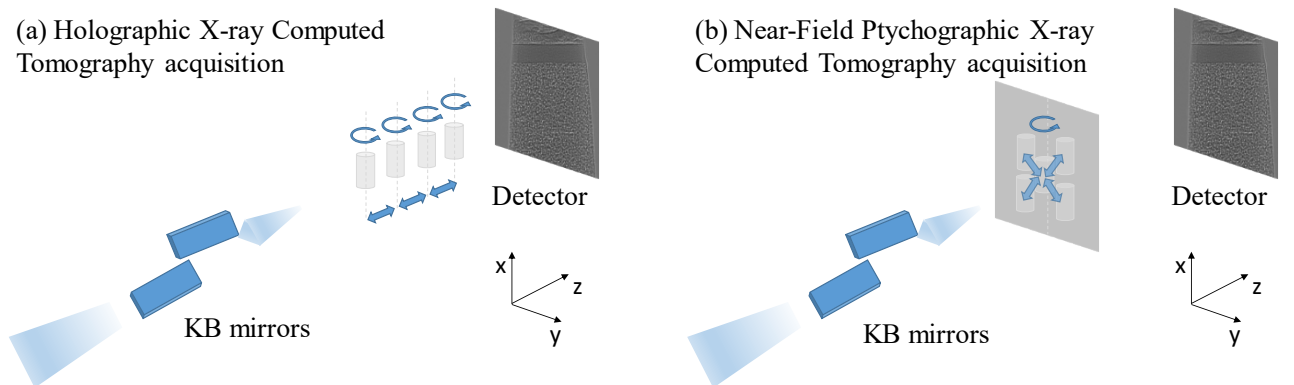 (a) Holographic X-ray Computed
Tomography acquisition
Detector
x
z
y
KB mirrors
(b) Near-Field Ptychographic X-ray
Computed Tomography acquisition
Detector
x
z
y
KB mirrors